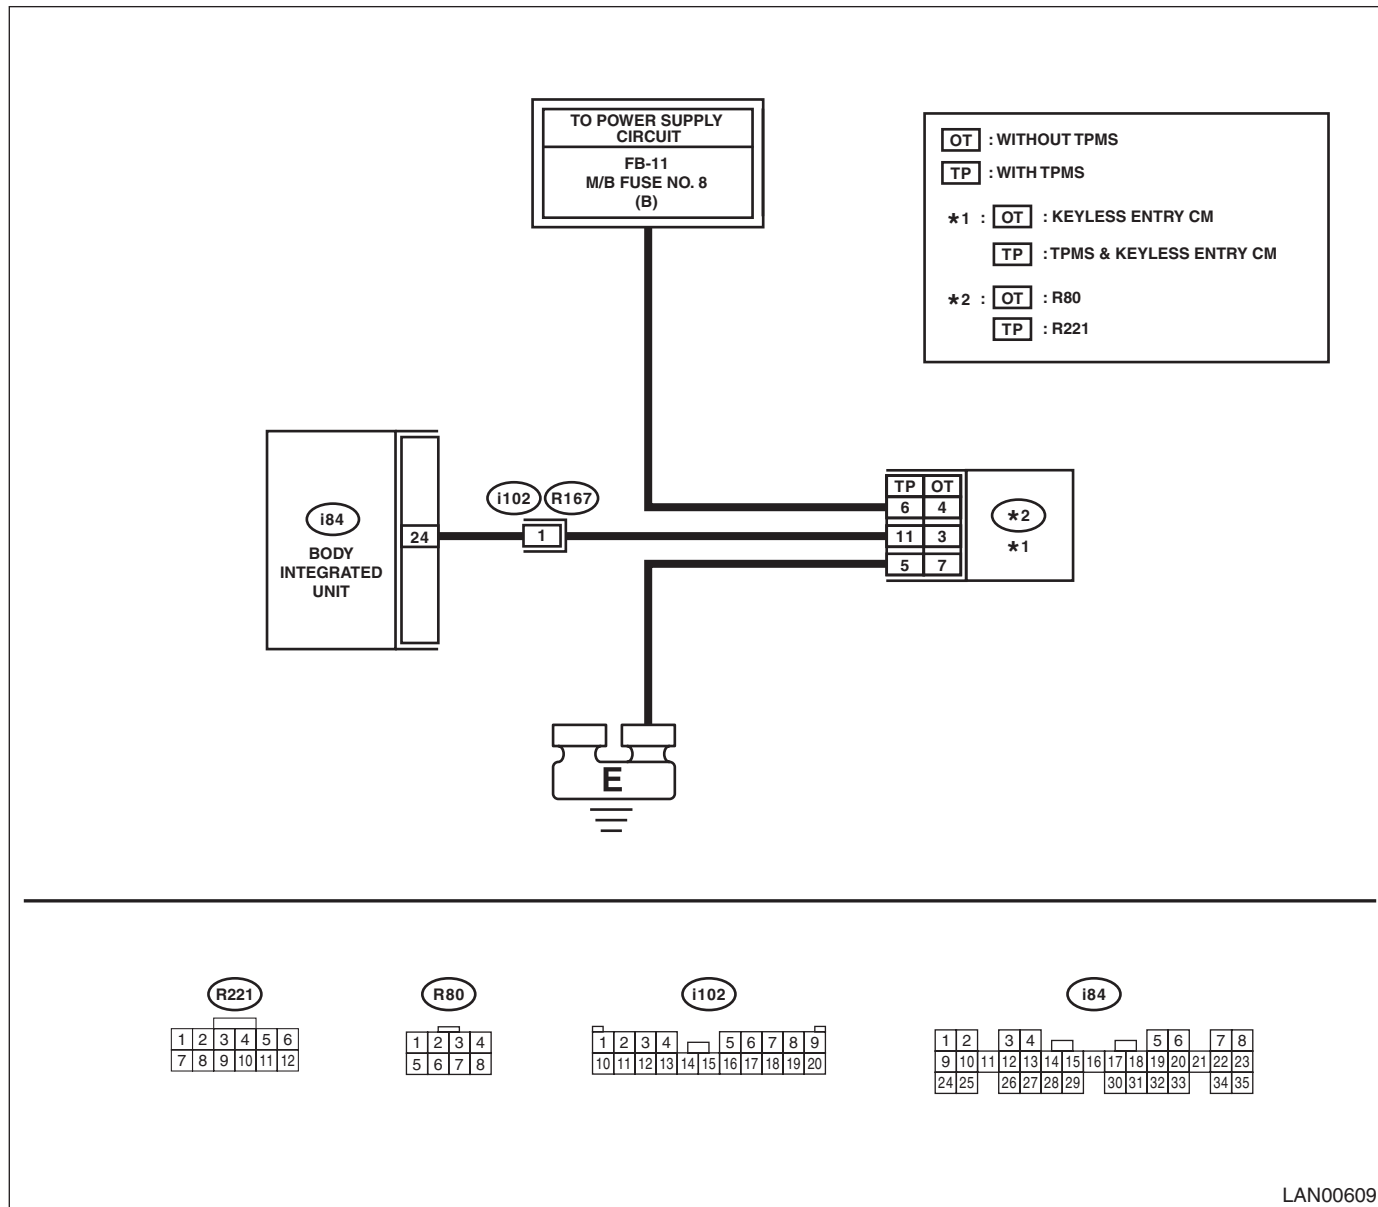 TO POWER SUPPLY
CIRCUIT
FB-11
M/B FUSE NO. 8
(B)
OT : WITHOUT TPMS
TP : WITH TPMS
*1 : OT : KEYLESS ENTRY CM
TP : TPMS & KEYLESS ENTRY CM
*2 : OT : R80
TP : R221
i84
BODY
INTEGRATED
UNIT
24
i102 R167
1
TP OT
6 4
11 3
5 7
*2
*1
E
R221
1 2 3 4 5 6
7 8 9 10 11 12
R80
1 2 3 4
5 6 7 8
i102
1 2 3 4 5 6 7 8 9
10 11 12 13 14 15 16 17 18 19 20
i84
1 2 3 4 5 6 7 8
9 10 11 12 13 14 15 16 17 18 19 20 21 22 23
24 25 26 27 28 29 30 31 32 33 34 35
LAN00609